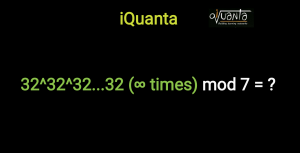 iQuanta
iQuanta
32^32^32...32 (∞ times) mod 7 = ?